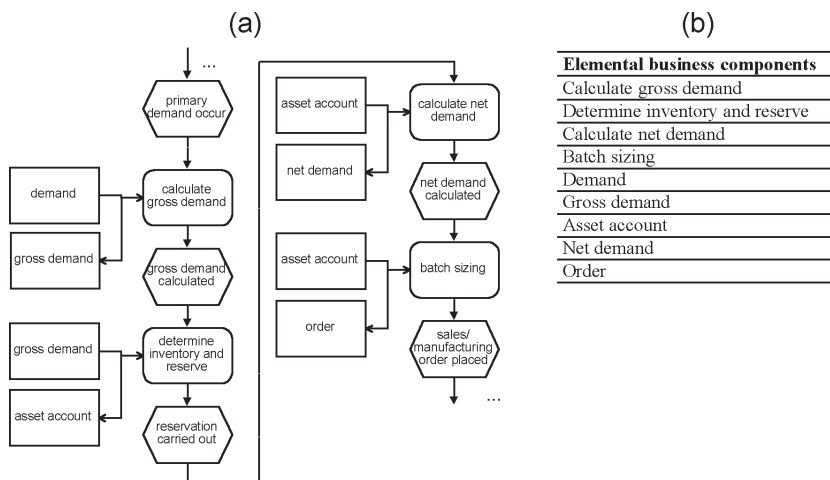 (a)
...
primary
demand occur
demand
calculate
gross demand
gross demand
gross demand
calculated
gross demand
determine
inventory and
reserve
asset account
reservation
carried out
asset account
calculate net
demand
net demand
net demand
calculated
asset account
batch sizing
order
sales/
manufacturing
order placed
...
(b)
Elemental business components
Calculate gross demand
Determine inventory and reserve
Calculate net demand
Batch sizing
Demand
Gross demand
Asset account
Net demand
Order